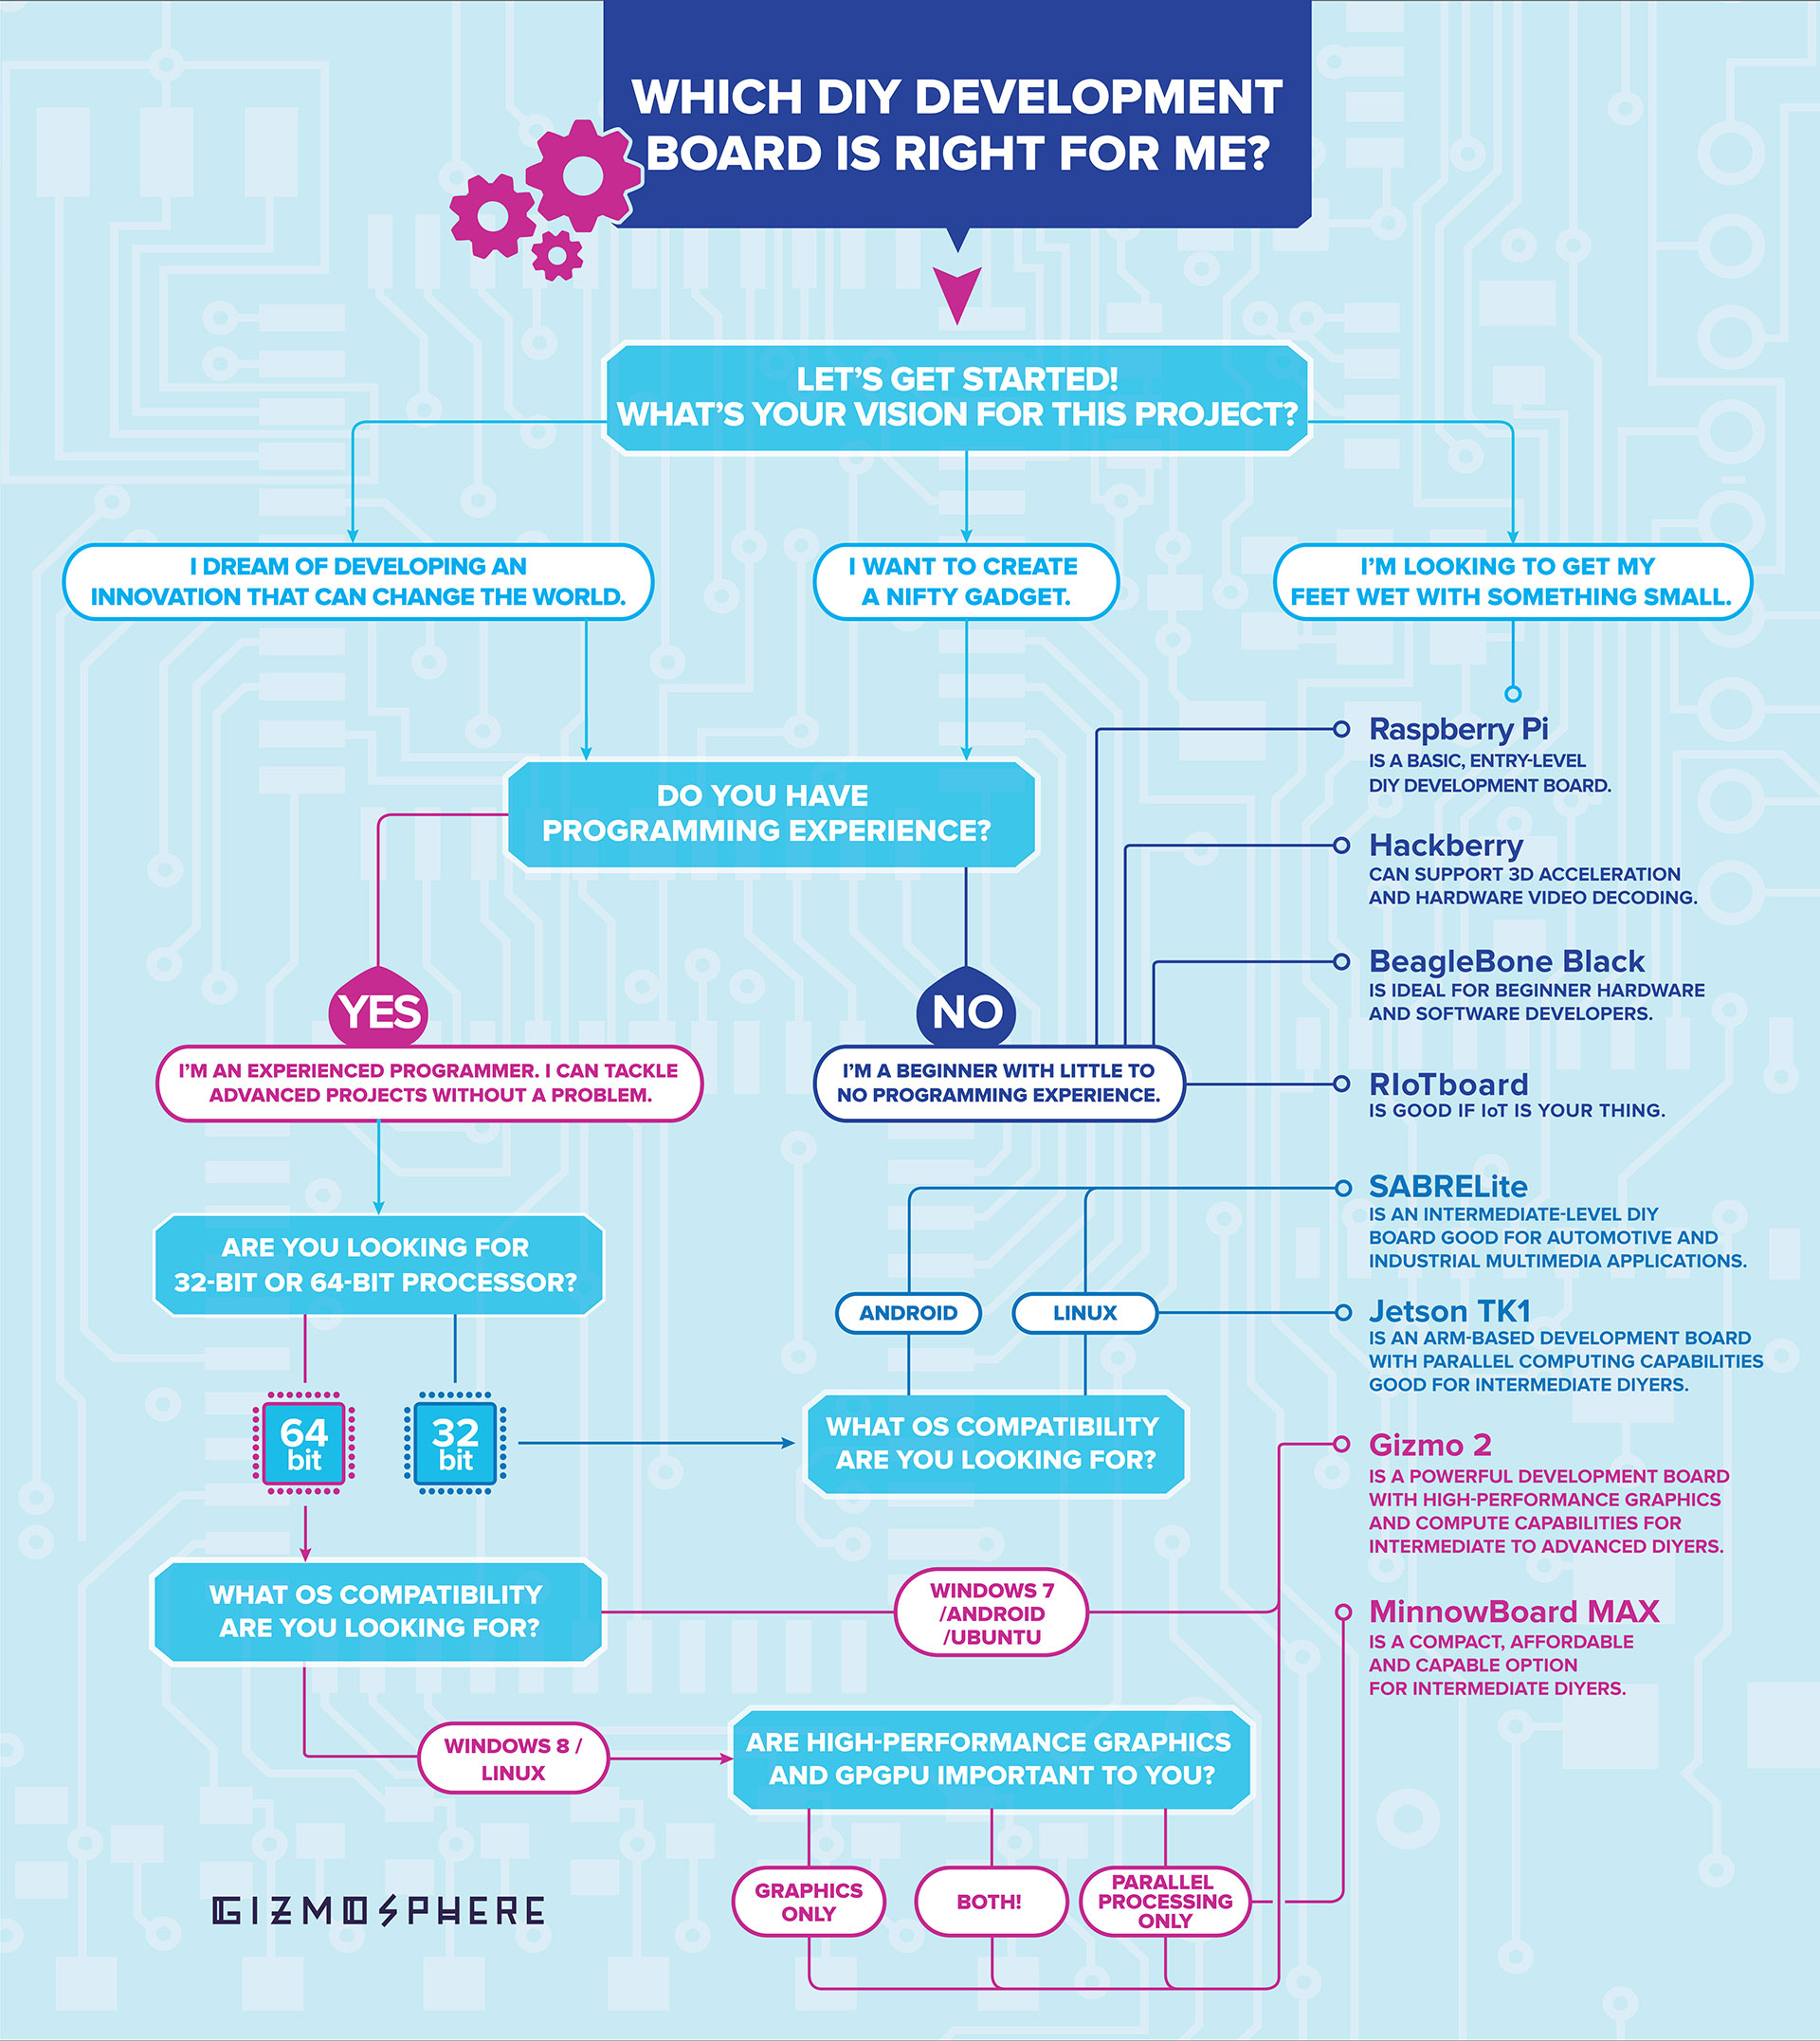 WHICH DIY DEVELOPMENT
BOARD IS RIGHT FOR ME?
LET'S GET STARTED!
WHAT'S YOUR VISION FOR THIS PROJECT?
I DREAM OF DEVELOPING AN
INNOVATION THAT CAN CHANGE THE WORLD.
I WANT TO CREATE
A NIFTY GADGET.
I'M LOOKING TO GET MY
FEET WET WITH SOMETHING SMALL.
DO YOU HAVE
PROGRAMMING EXPERIENCE?
YES
I'M AN EXPERIENCED PROGRAMMER. I CAN TACKLE
ADVANCED PROJECTS WITHOUT A PROBLEM.
NO
I'M A BEGINNER WITH LITTLE TO
NO PROGRAMMING EXPERIENCE.
Raspberry Pi
IS A BASIC, ENTRY-LEVEL
DIY DEVELOPMENT BOARD.
Hackberry
CAN SUPPORT 3D ACCELERATION
AND HARDWARE VIDEO DECODING.
BeagleBone Black
IS IDEAL FOR BEGINNER HARDWARE
AND SOFTWARE DEVELOPERS.
RIoTboard
IS GOOD IF IoT IS YOUR THING.
ARE YOU LOOKING FOR
32-BIT OR 64-BIT PROCESSOR?
64
bit
32
bit
ANDROID
LINUX
WHAT OS COMPATIBILITY
ARE YOU LOOKING FOR?
SABRELite
IS AN INTERMEDIATE-LEVEL DIY
BOARD GOOD FOR AUTOMOTIVE AND
INDUSTRIAL MULTIMEDIA APPLICATIONS.
Jetson TK1
IS AN ARM-BASED DEVELOPMENT BOARD
WITH PARALLEL COMPUTING CAPABILITIES
GOOD FOR INTERMEDIATE DIYERS.
Gizmo 2
IS A POWERFUL DEVELOPMENT BOARD
WITH HIGH-PERFORMANCE GRAPHICS
AND COMPUTE CAPABILITIES FOR
INTERMEDIATE TO ADVANCED DIYERS.
WHAT OS COMPATIBILITY
ARE YOU LOOKING FOR?
WINDOWS 7
/ANDROID
/UBUNTU
MinnowBoard MAX
IS A COMPACT, AFFORDABLE
AND CAPABLE OPTION
FOR INTERMEDIATE DIYERS.
WINDOWS 8 /
LINUX
ARE HIGH-PERFORMANCE GRAPHICS
AND GPGPU IMPORTANT TO YOU?
GRAPHICS
ONLY
BOTH!
PARALLEL
PROCESSING
ONLY
GIZMOSPHERE